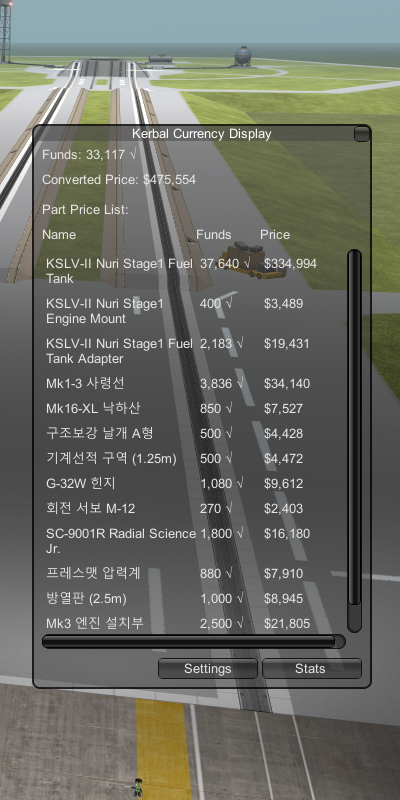 Kerbal Currency Display
Funds: 33,117 √
Converted Price: $475,554
Part Price List:
Name Funds Price
KSLV-II Nuri Stage1 Fuel 37,640 √ $334,994
Tank
KSLV-II Nuri Stage1 400 √ $3,489
Engine Mount
KSLV-II Nuri Stage1 Fuel 2,183 √ $19,431
Tank Adapter
Mk1-3 사령선 3,836 √ $34,140
Mk16-XL 낙하산 850 √ $7,527
구조보강 날개 A형 500 √ $4,428
기계선적 구역 (1.25m) 500 √ $4,472
G-32W 힌지 1,080 √ $9,612
회전 서보 M-12 270 √ $2,403
SC-9001R Radial Science 1,800 √ $16,180
Jr.
프레스맷 압력계 880 √ $7,910
방열판 (2.5m) 1,000 √ $8,945
Mk3 엔진 설치부 2,500 √ $21,805
Settings Stats